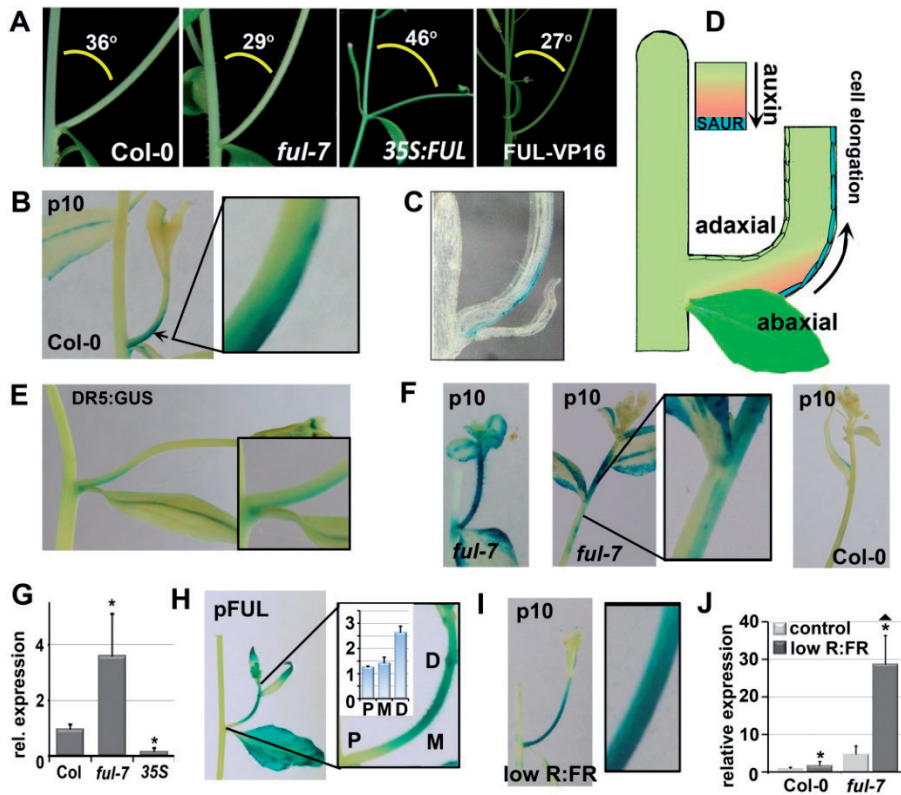 A
36°
Col-0
29°
ful-7
46°
35S:FUL
27°
FUL-VP16
B
p10
Col-0
C
D
auxin
SAUR
cell elongation
adaxial
abaxial
E
DR5:GUS
F
p10
ful-7
p10
ful-7
p10
Col-0
G
rel. expression
4
2
0
*
*
Col ful-7 35S
H
pFUL
3
2
1
0
P M D
D
P
M
I
p10
low R:FR
J
relative expression
40
30
20
10
0
control
low R:FR
*
*
Col-0 ful-7